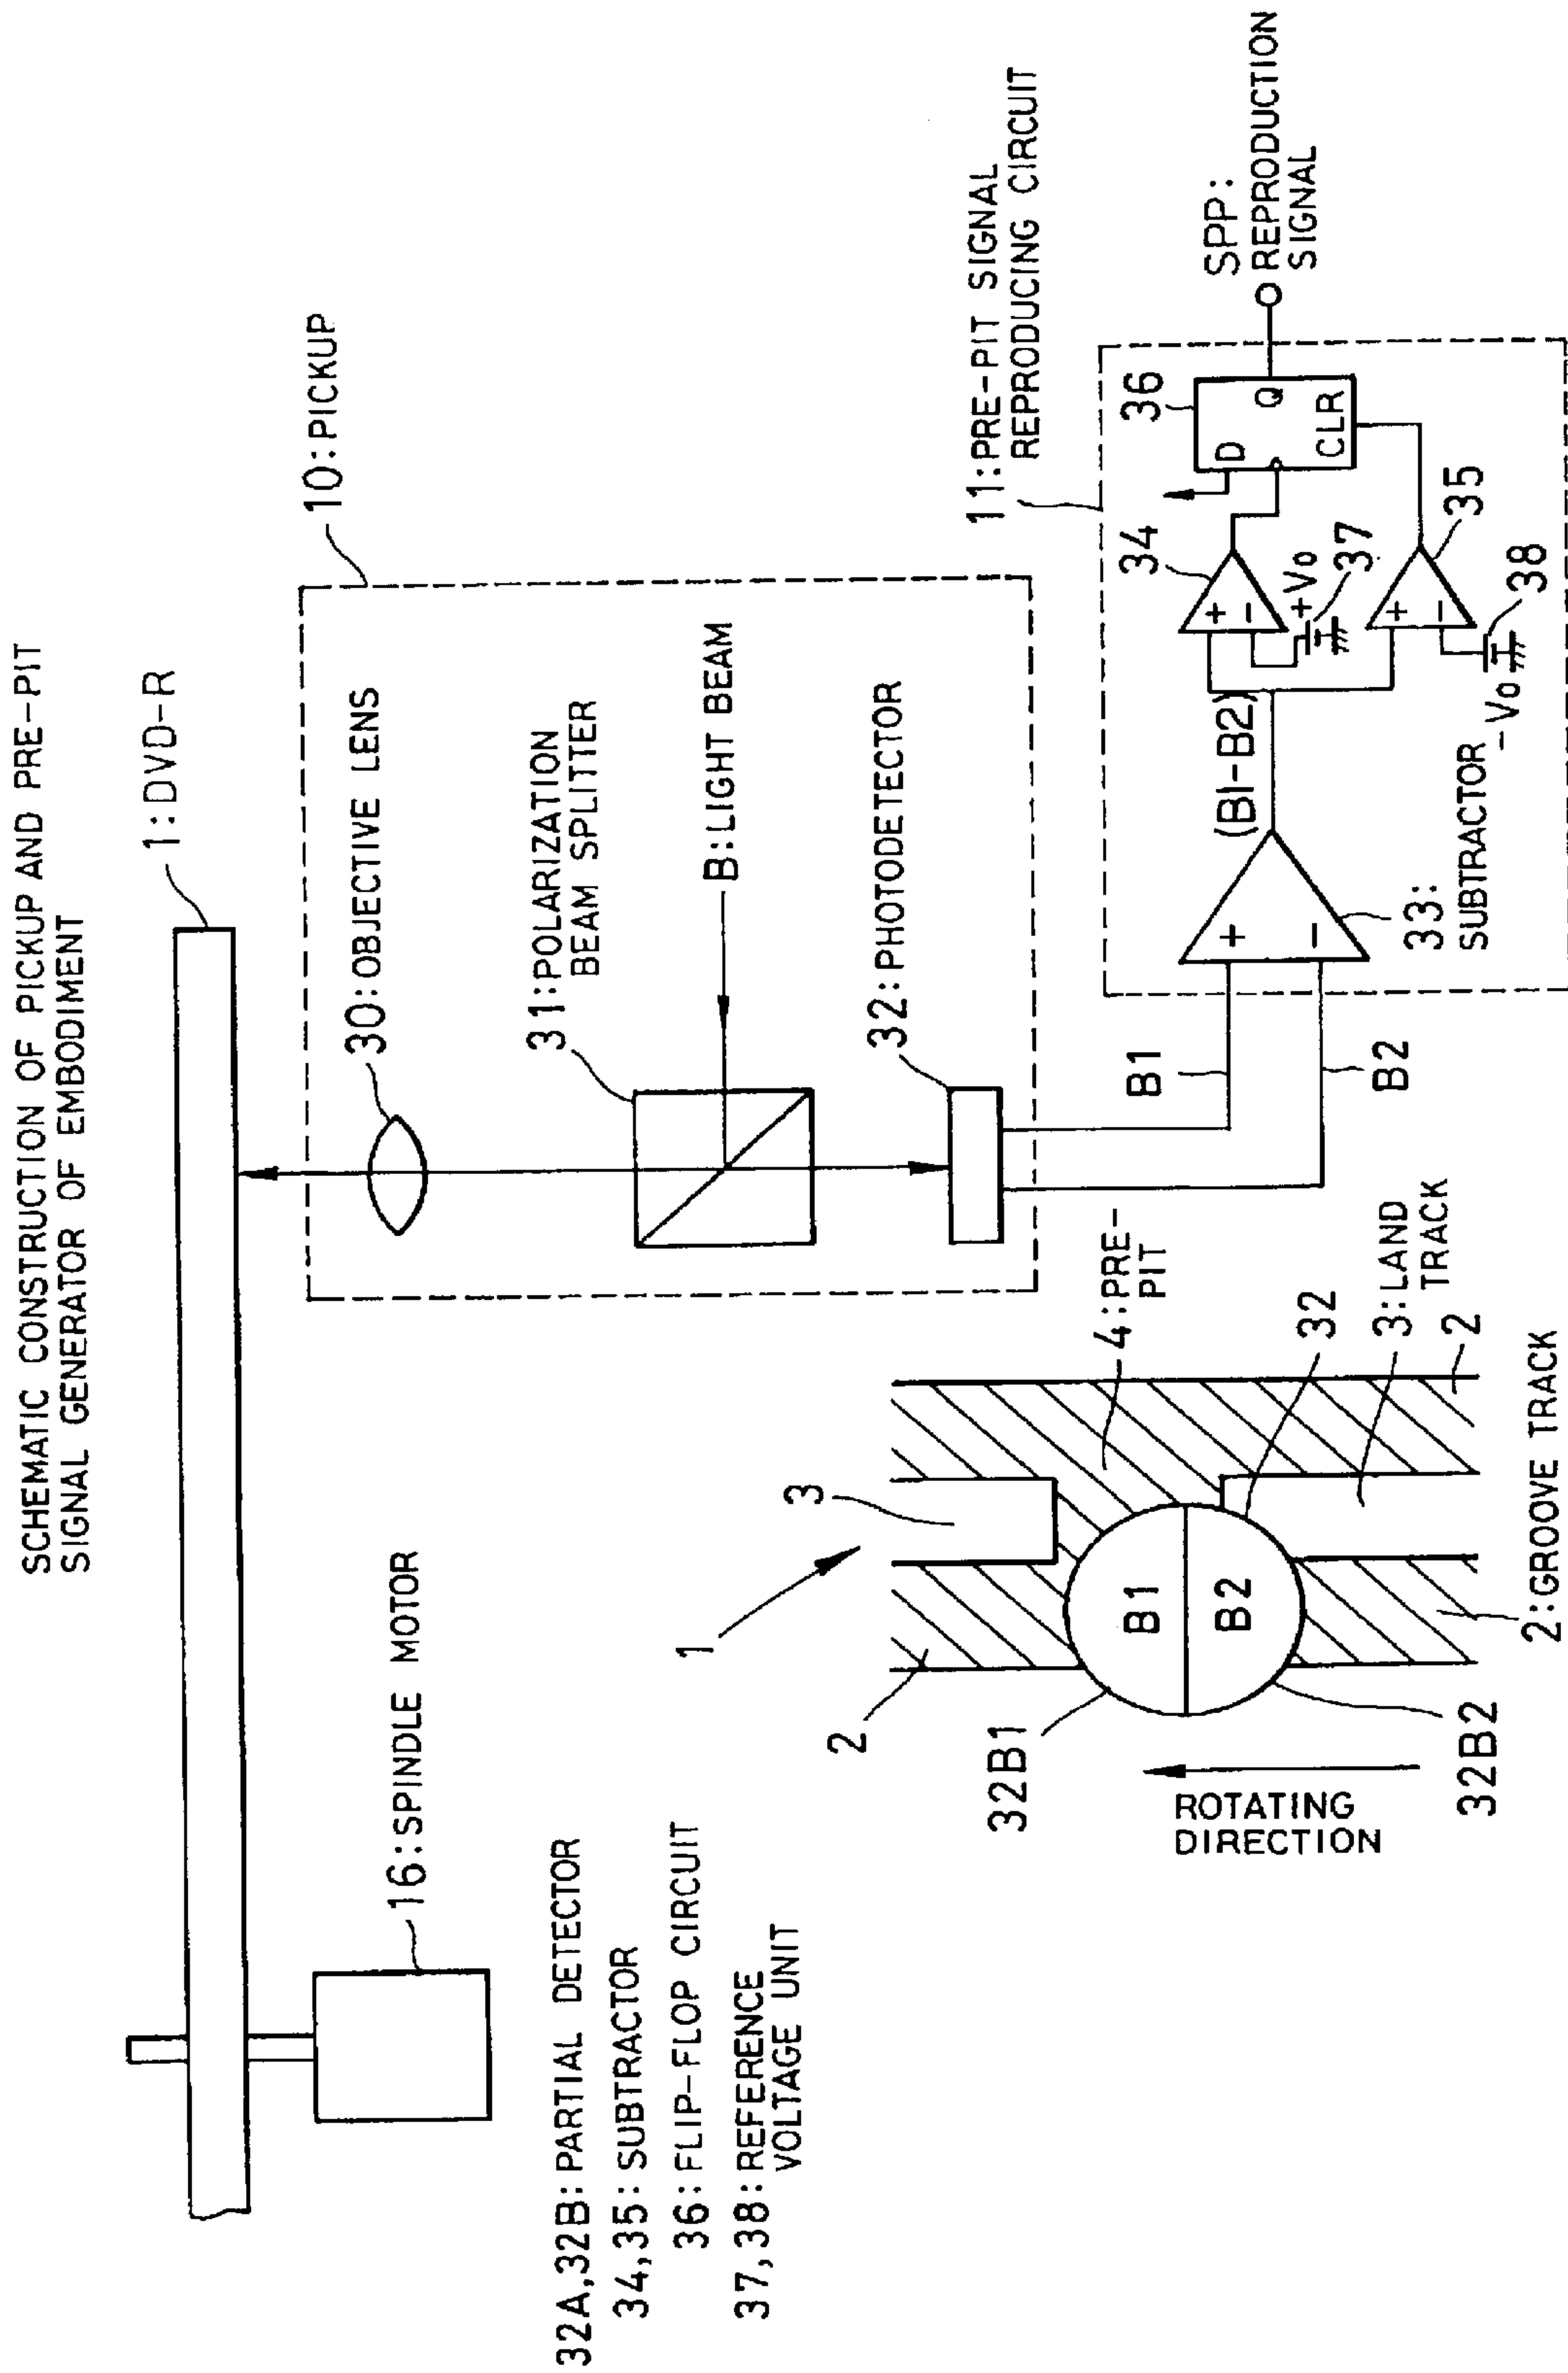 SCHEMATIC CONSTRUCTION OF PICKUP AND PRE-PIT
SIGNAL GENERATOR OF EMBODIMENT
1:DVD-R
16:SPINDLE MOTOR
10:PICKUP
30:OBJECTIVE LENS
31:POLARIZATION
BEAM SPLITTER
B:LIGHT BEAM
32:PHOTODETECTOR
32A,32B:PARTIAL DETECTOR
34,35:SUBTRACTOR
36:FLIP-FLOP CIRCUIT
37,38:REFERENCE
VOLTAGE UNIT
1
2
3
4:PRE-
PIT
32B1
B1
B2
32
3:LAND
TRACK
2
32B2
2:GROOVE TRACK
ROTATING
DIRECTION
B1
B2
11:PRE-PIT SIGNAL
REPRODUCING CIRCUIT
+
-
33:
SUBTRACTOR
(B1-B2)
34
+
-
+V0
37
35
+
-
-V0
38
36
D
Q
CLR
SPP:
REPRODUCTION
SIGNAL